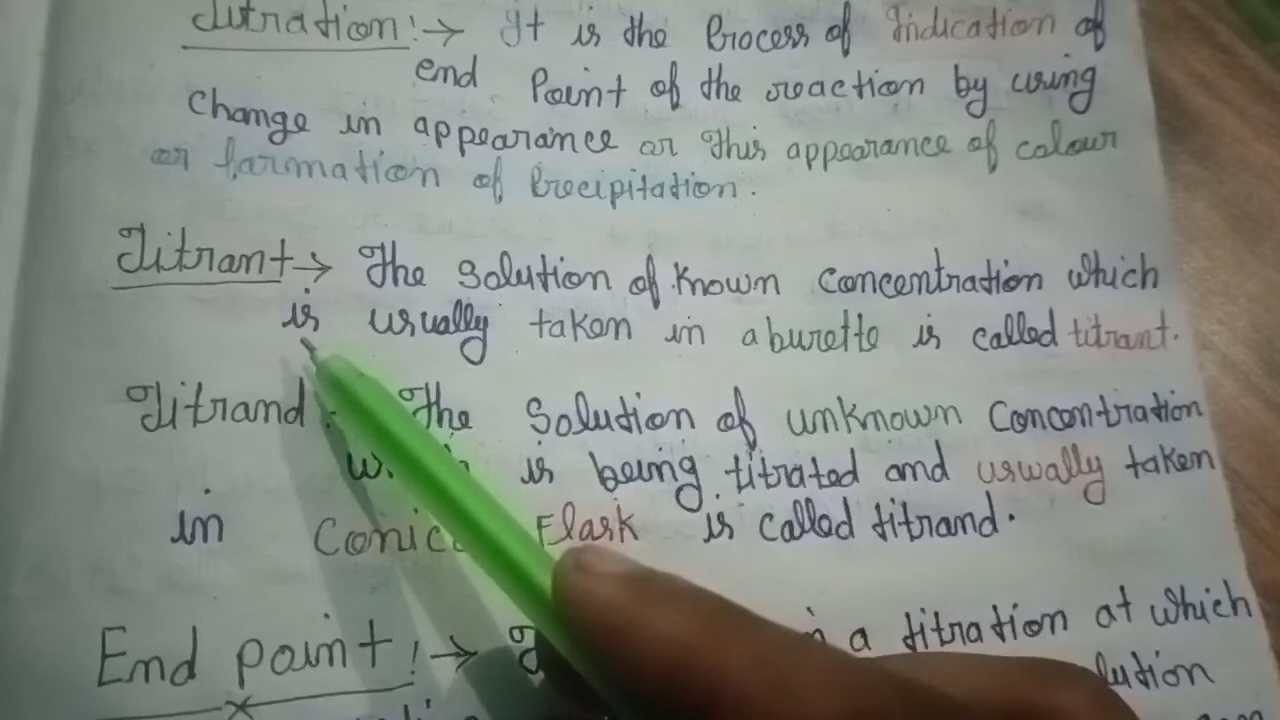 Titration :→ It is the Process of Indication of
end Point of the reaction by using
Change in appearance or This appearance of colour
or formation of Precipitation.
Titrant → The Solution of Known Concentration which
is usually taken in a burette is called titrant.
Titrand :- The Solution of unknown Concentration
is being titrated and usually taken
in Conical Flask is called titrand.
End point :→ in a titration at which